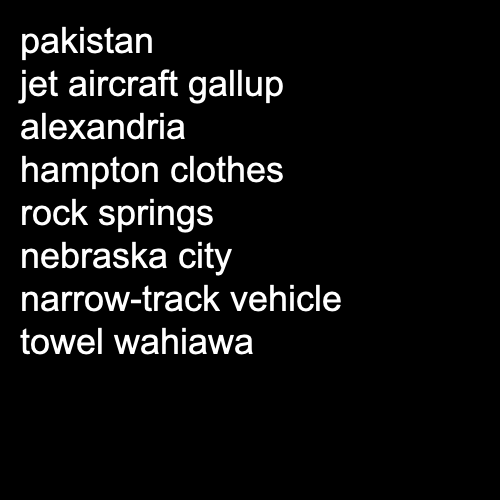 pakistan
jet aircraft gallup
alexandria
hampton clothes
rock springs
nebraska city
narrow-track vehicle
towel wahiawa